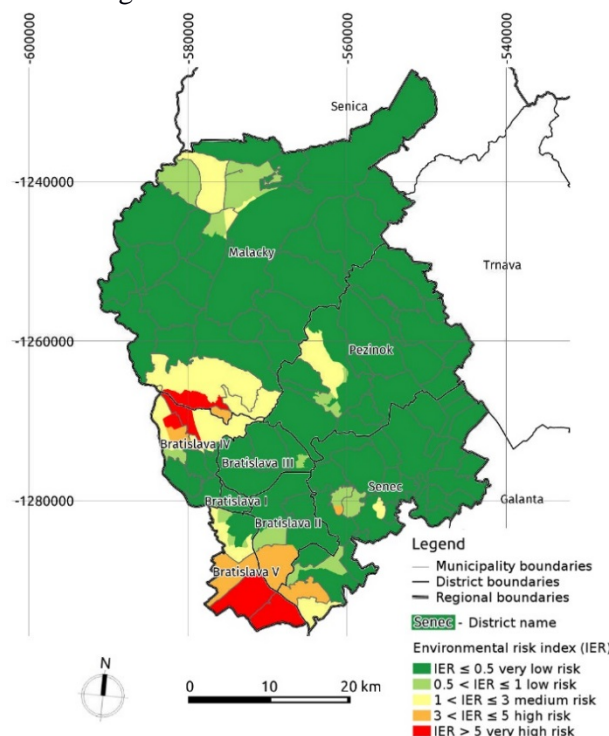 -600000
-580000
-560000
-540000
Senica
-1240000
Malacky
Trnava
-1260000
Pezinok
Bratislava IV
Bratislava III
Senec
-1280000
Bratislava I
Galanta
Bratislava II
Bratislava V
Legend
Municipality boundaries
District boundaries
Regional boundaries
Senec - District name
Environmental risk index (IER)
IER ≤ 0.5 very low risk
0.5 < IER ≤ 1 low risk
1 < IER ≤ 3 medium risk
3 < IER ≤ 5 high risk
IER > 5 very high risk
N
0 10 20 km